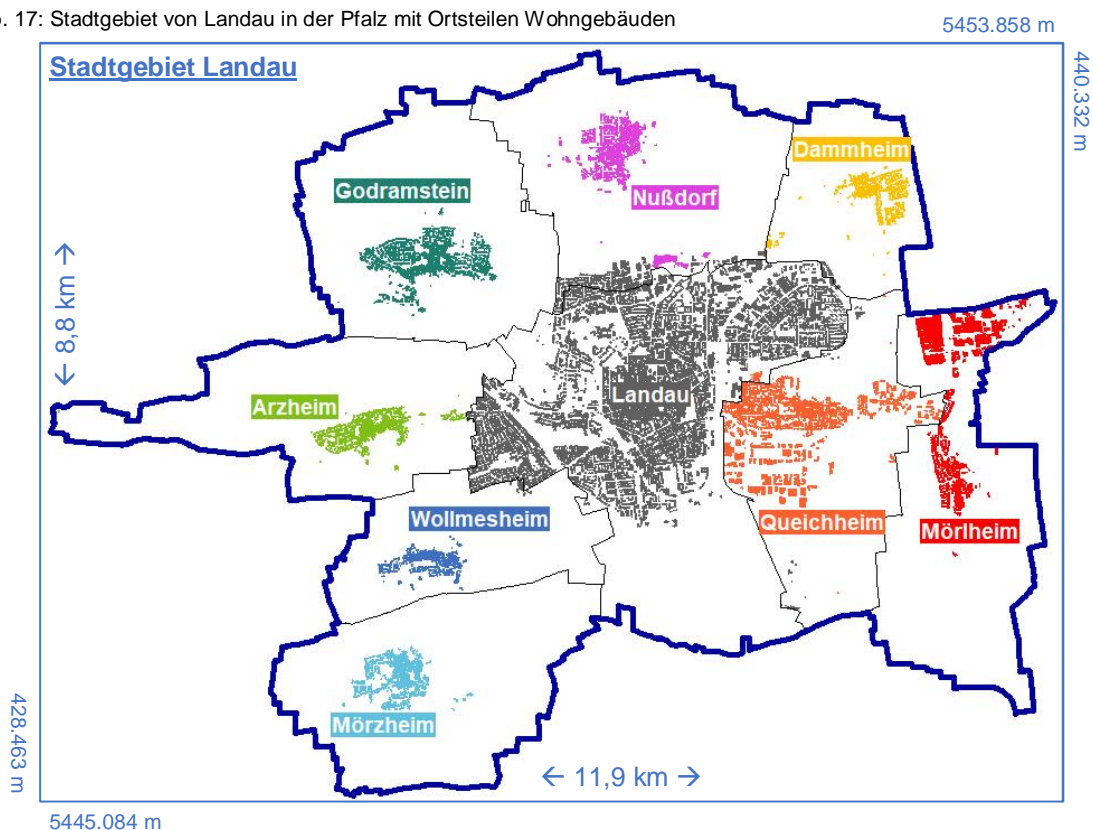 . 17: Stadtgebiet von Landau in der Pfalz mit Ortsteilen Wohngebäuden
5453.858 m
Stadtgebiet Landau
440.332 m
Dammheim
Godramstein
Nußdorf
← 8,8 km →
Landau
Arzheim
Wollmesheim
Queichheim
Mörlheim
428.463 m
Mörzheim
← 11,9 km →
5445.084 m